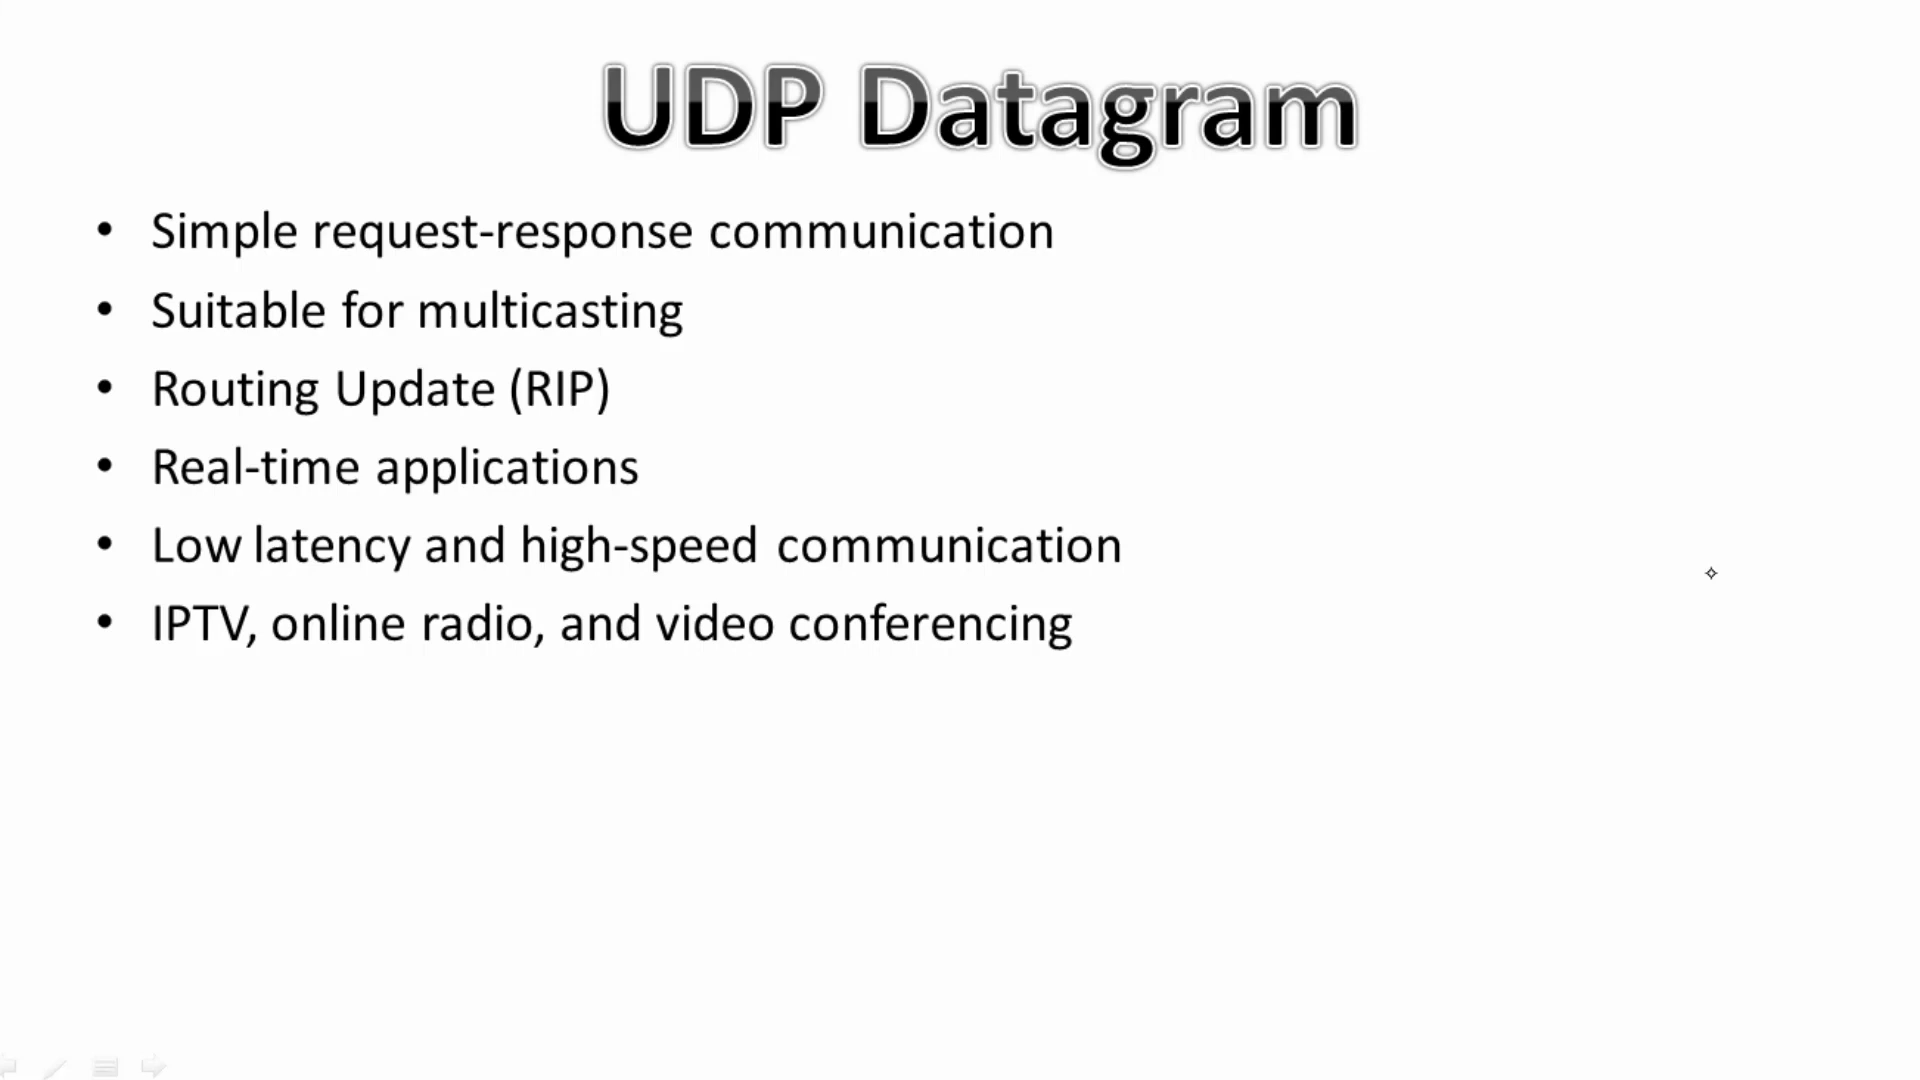 UDP Datagram
• Simple request-response communication
• Suitable for multicasting
• Routing Update (RIP)
• Real-time applications
• Low latency and high-speed communication
• IPTV, online radio, and video conferencing